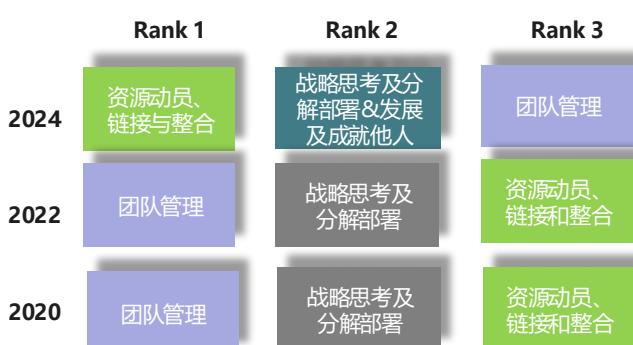 Rank 1
Rank 2
Rank 3
2024
资源动员、
链接与整合
战略思考及分
解部署&发展
及成就他人
团队管理
2022
团队管理
战略思考及
分解部署
资源动员、
链接和整合
2020
团队管理
战略思考及
分解部署
资源动员、
链接和整合